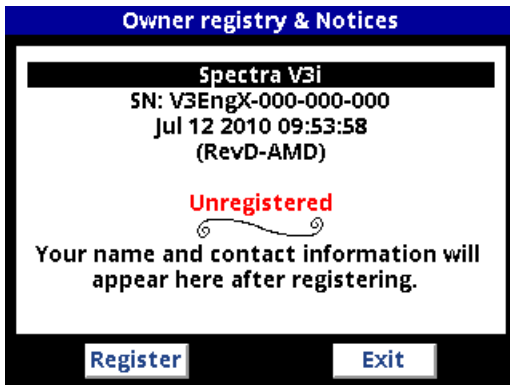 Owner registry & Notices
Spectra V3i
SN: V3EngX-000-000-000
Jul 12 2010 09:53:58
(RevD-AMD)
Unregistered
Your name and contact information will
appear here after registering.
Register Exit